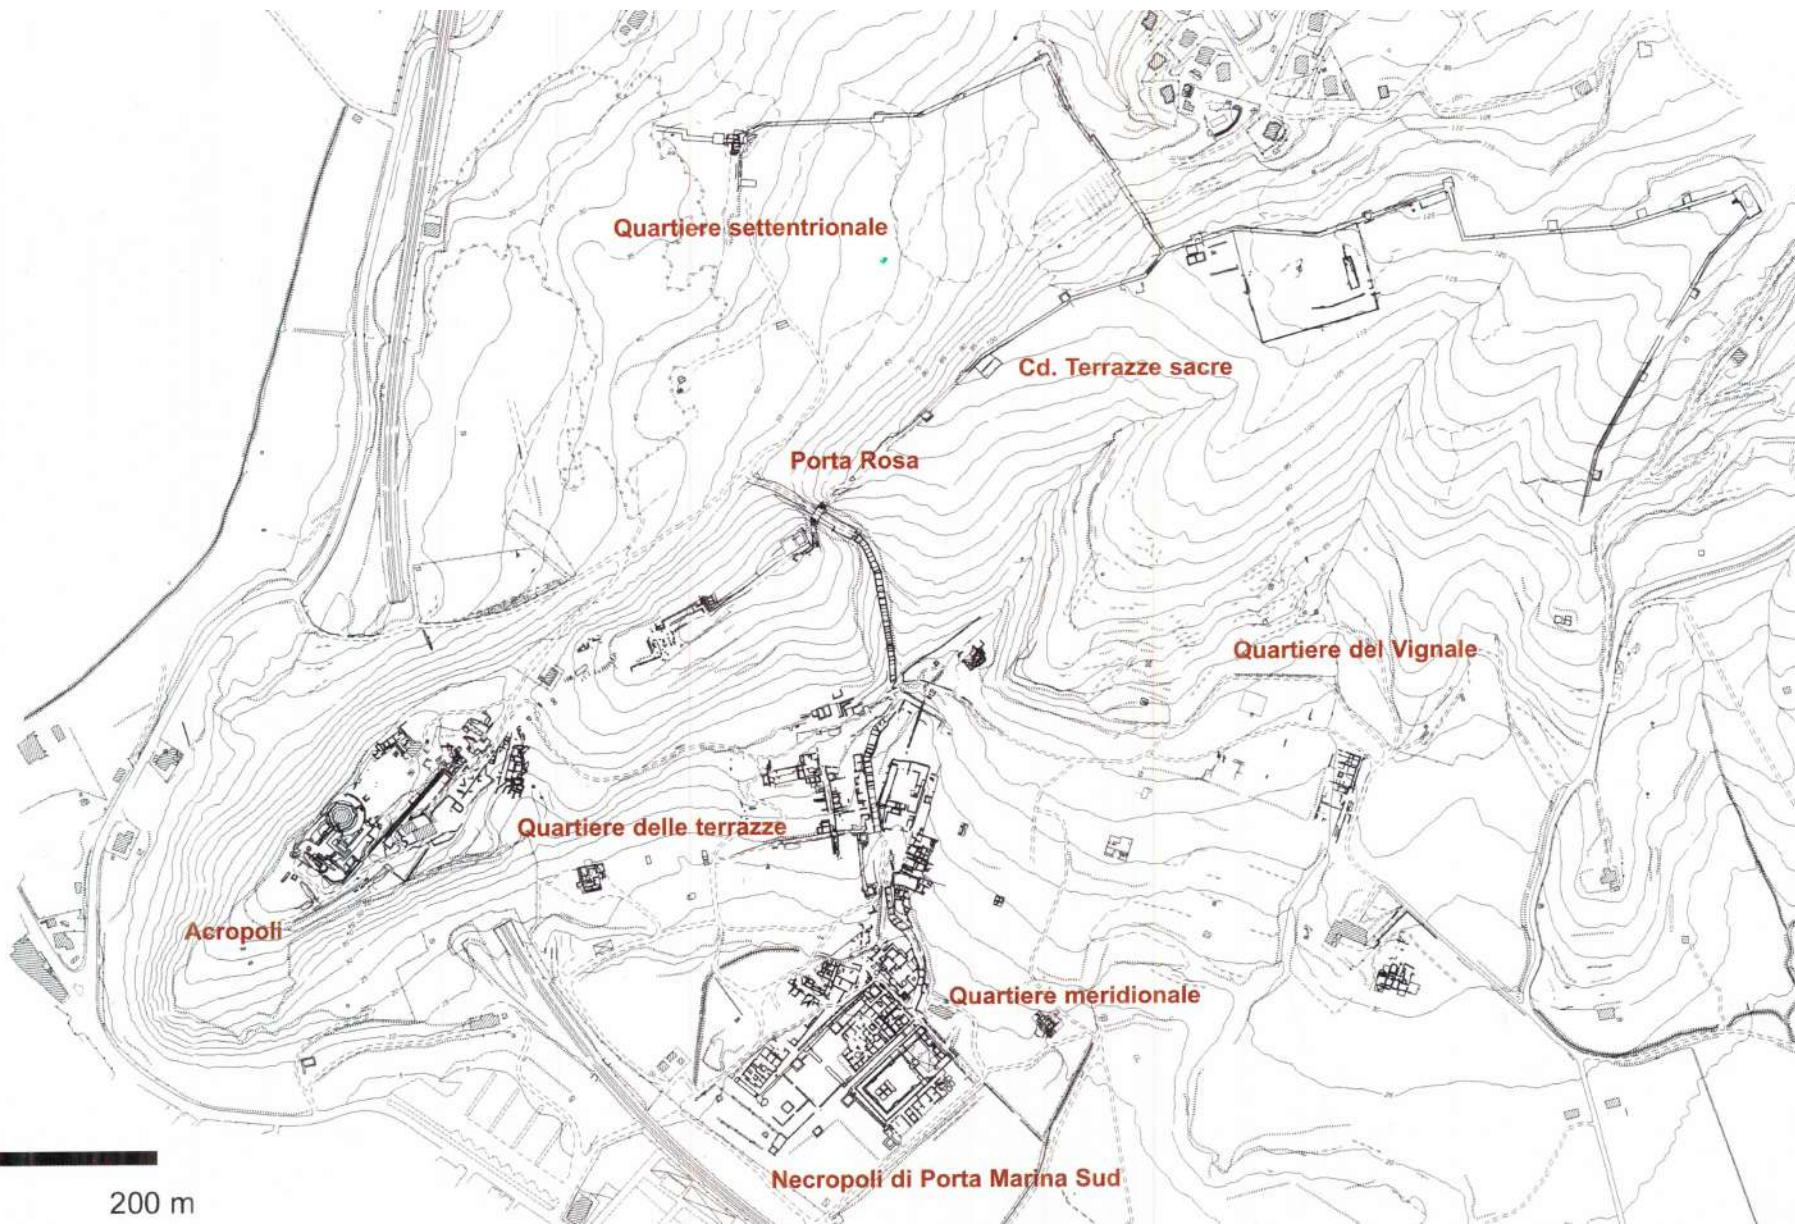 Quartiere settentrionale
Cd. Terrazze sacre
Porta Rosa
Quartiere del Vignale
Quartiere delle terrazze
Acropoli
Quartiere meridionale
Necropoli di Porta Marina Sud
200 m